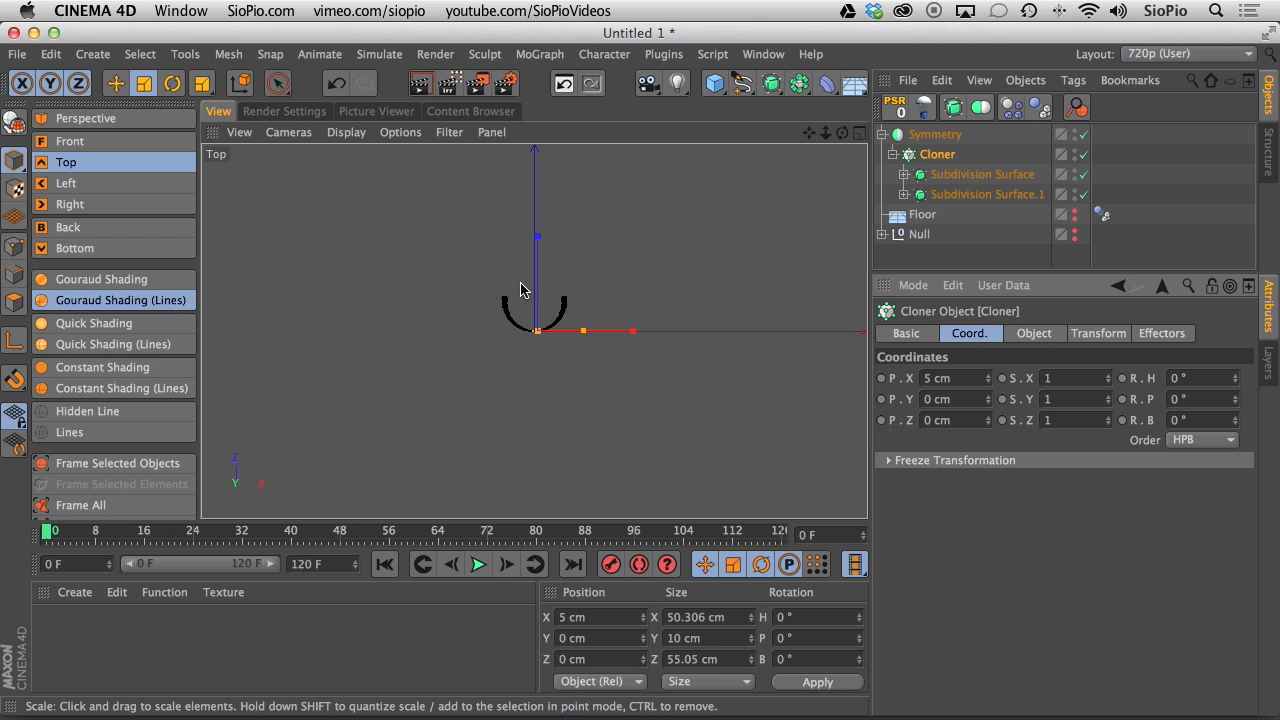 CINEMA 4D Window SioPio.com vimeo.com/siopio youtube.com/SioPioVideos SioPio
Untitled 1 *
File Edit Create Select Tools Mesh Snap Animate Simulate Render Sculpt MoGraph Character Plugins Script Window Help Layout: 720p (User)
X Y Z
File Edit View Objects Tags Bookmarks
PSR
0
Perspective
F Front
Top
Left
Right
Back
Bottom
Gouraud Shading
Gouraud Shading (Lines)
Quick Shading
Quick Shading (Lines)
Constant Shading
Constant Shading (Lines)
Hidden Line
Lines
Frame Selected Objects
Frame Selected Elements
Frame All
View Render Settings Picture Viewer Content Browser
View Cameras Display Options Filter Panel
Top
Z
Y X
Symmetry
Cloner
Subdivision Surface
Subdivision Surface.1
Floor
Null
Objects
Structure
Mode Edit User Data
Cloner Object [Cloner]
Basic Coord. Object Transform Effectors
Coordinates
P . X 5 cm S . X 1 R . H 0 °
P . Y 0 cm S . Y 1 R . P 0 °
P . Z 0 cm S . Z 1 R . B 0 °
Order HPB
Freeze Transformation
Attributes
Layers
0 8 16 24 32 40 48 56 64 72 80 88 96 104 112 0 F
0 F 0 F 120 F 120 F
Create Edit Function Texture
MAXON
CINEMA 4D
Position Size Rotation
X 5 cm X 50.306 cm H 0 °
Y 0 cm Y 10 cm P 0 °
Z 0 cm Z 55.05 cm B 0 °
Object (Rel) Size Apply
Scale: Click and drag to scale elements. Hold down SHIFT to quantize scale / add to the selection in point mode, CTRL to remove.